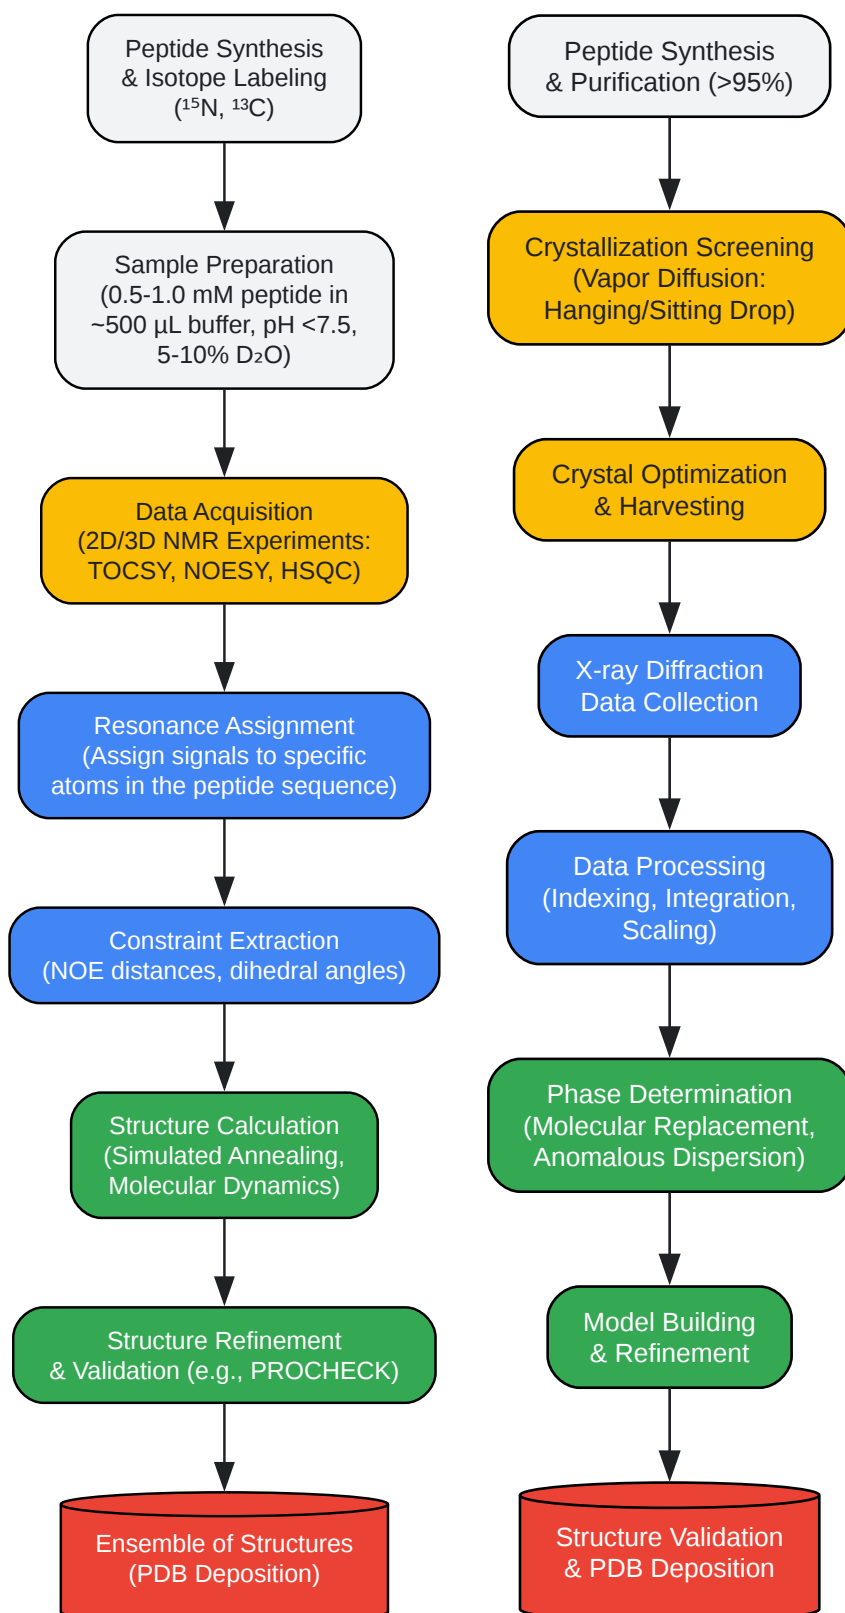 Peptide Synthesis
& Isotope Labeling
(¹⁵N, ¹³C)
Sample Preparation
(0.5-1.0 mM peptide in
~500 µL buffer, pH <7.5,
5-10% D₂O)
Data Acquisition
(2D/3D NMR Experiments:
TOCSY, NOESY, HSQC)
Resonance Assignment
(Assign signals to specific
atoms in the peptide sequence)
Constraint Extraction
(NOE distances, dihedral angles)
Structure Calculation
(Simulated Annealing,
Molecular Dynamics)
Structure Refinement
& Validation (e.g., PROCHECK)
Ensemble of Structures
(PDB Deposition)
Peptide Synthesis
& Purification (>95%)
Crystallization Screening
(Vapor Diffusion:
Hanging/Sitting Drop)
Crystal Optimization
& Harvesting
X-ray Diffraction
Data Collection
Data Processing
(Indexing, Integration,
Scaling)
Phase Determination
(Molecular Replacement,
Anomalous Dispersion)
Model Building
& Refinement
Structure Validation
& PDB Deposition